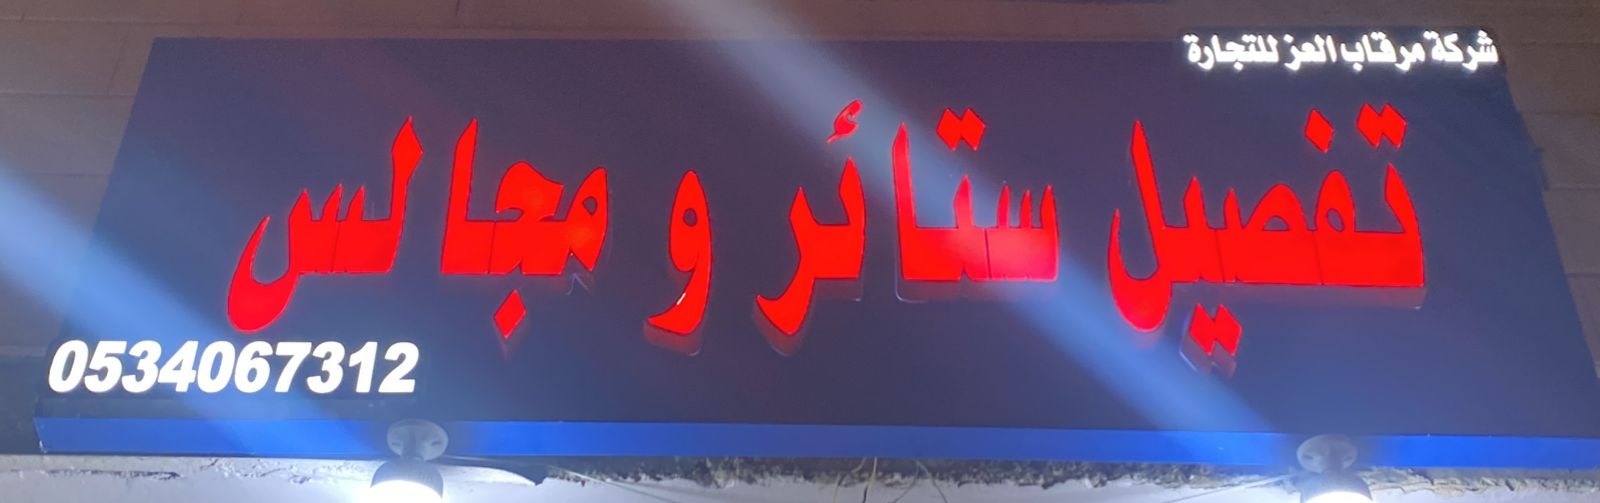 شركة مرقاب العز للتجارة
تفصيل ستائر و مجالس
0534067312